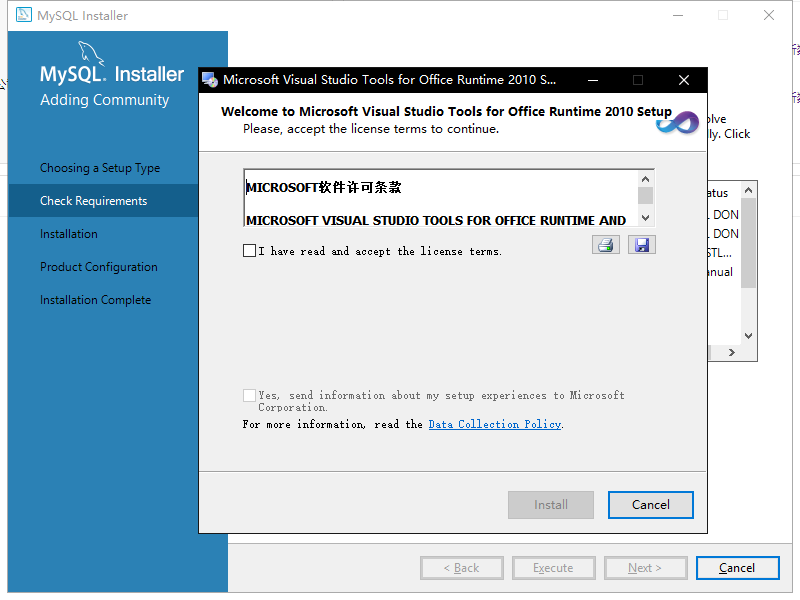 MySQL Installer
MySQL. Installer
Adding Community
Choosing a Setup Type
Check Requirements
Installation
Product Configuration
Installation Complete
Microsoft Visual Studio Tools for Office Runtime 2010 S...
Welcome to Microsoft Visual Studio Tools for Office Runtime 2010 Setup
Please, accept the license terms to continue.
MICROSOFT软件许可条款
MICROSOFT VISUAL STUDIO TOOLS FOR OFFICE RUNTIME AND
I have read and accept the license terms.
Yes, send information about my setup experiences to Microsoft
Corporation.
For more information, read the Data Collection Policy.
Install
Cancel
ly. Click
DON
DON
STL...
< Back
Execute
Next >
Cancel